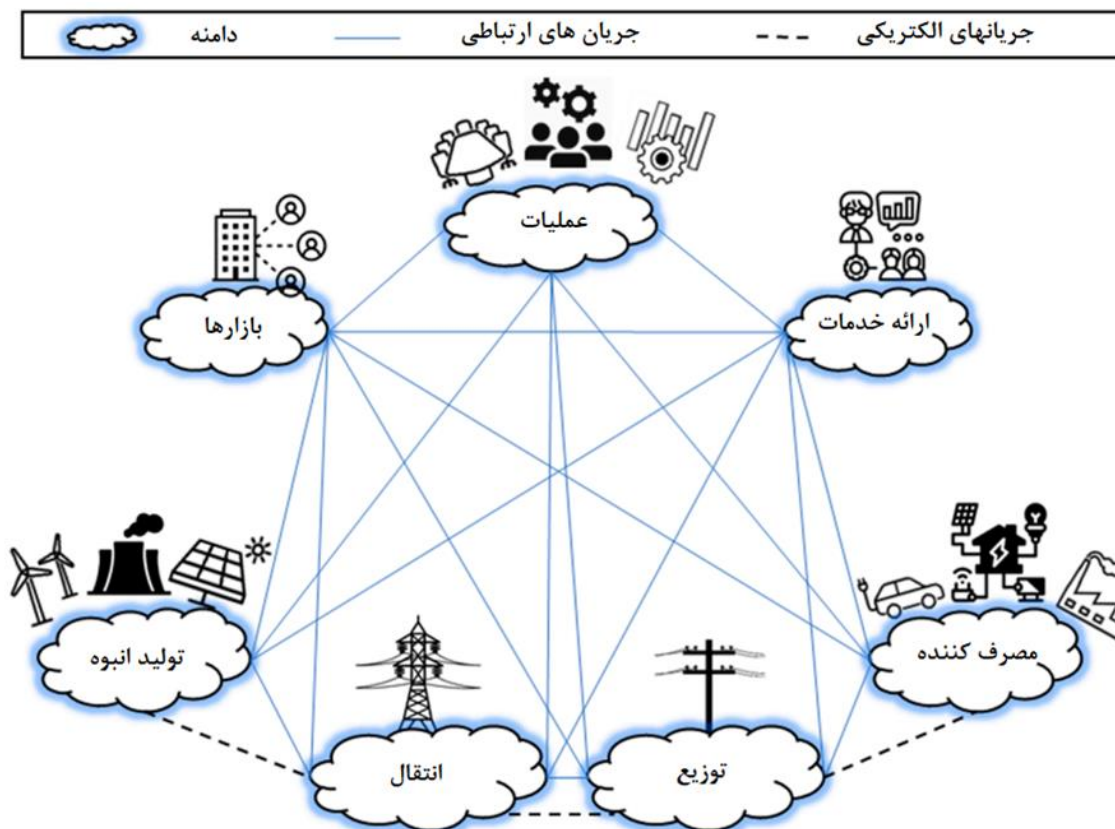 جریانهای الکتریکی جریان های ارتباطی دامنه
عملیات
ارائه خدمات
بازارها
مصرف کننده
تولید انبوه
توزیع
انتقال